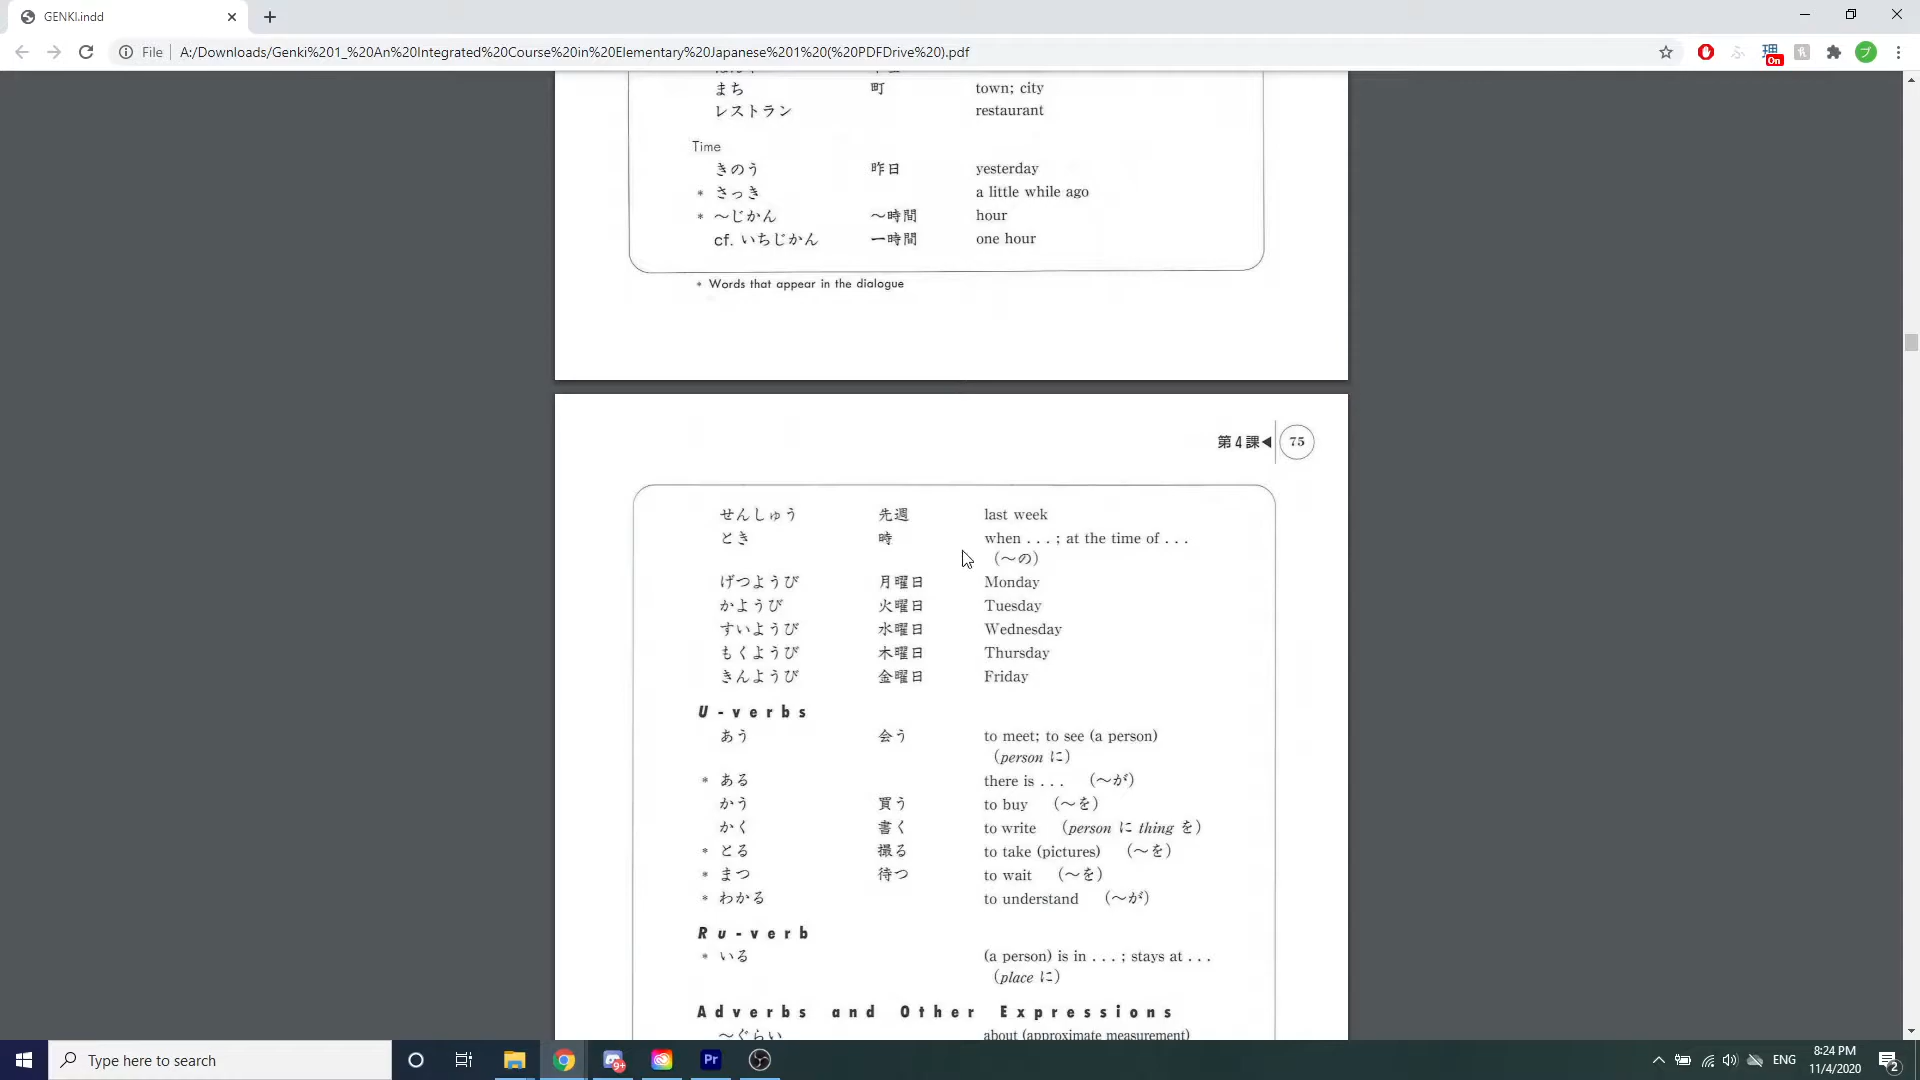 GENKI.indd
File A:/Downloads/Genki%201_%20An%20Integrated%20Course%20in%20Elementary%20Japanese%201%20(%20PDFDrive%20).pdf
理 On
プ
まち 町 town; city
レストラン restaurant
Time
きのう 昨日 yesterday
* さっき a little while ago
* ～じかん ～時間 hour
cf. いちじかん 一時間 one hour
* Words that appear in the dialogue
第4課◀ 75
せんしゅう 先週 last week
とき 時 when . . . ; at the time of . . .
(～の)
げつようび 月曜日 Monday
かようび 火曜日 Tuesday
すいようび 水曜日 Wednesday
もくようび 木曜日 Thursday
きんようび 金曜日 Friday
U-verbs
あう 会う to meet; to see (a person)
(person に)
* ある there is . . . (～が)
かう 買う to buy (～を)
かく 書く to write (person に thing を)
* とる 撮る to take (pictures) (～を)
* まつ 待つ to wait (～を)
* わかる to understand (～が)
Ru-verb
* いる (a person) is in . . . ; stays at . . .
(place に)
Adverbs and Other Expressions
～ぐらい about (approximate measurement)
Type here to search
9+
Pr
ENG
8:24 PM
11/4/2020
2